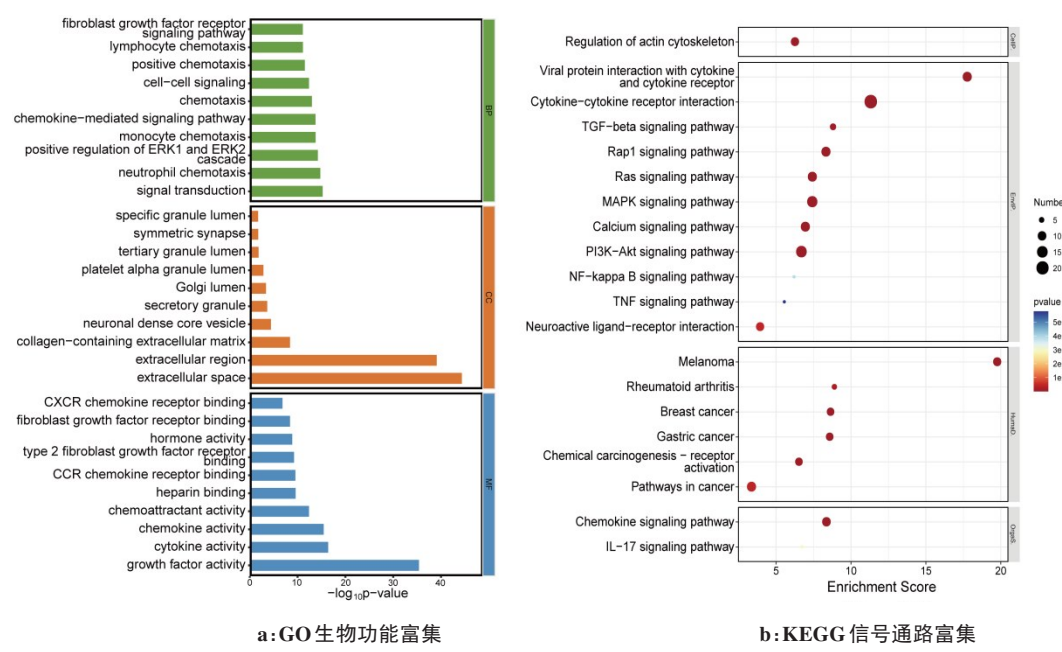 fibroblast growth factor receptor
signaling pathway
lymphocyte chemotaxis
positive chemotaxis
cell−cell signaling
chemotaxis
chemokine−mediated signaling pathway
monocyte chemotaxis
positive regulation of ERK1 and ERK2
cascade
neutrophil chemotaxis
signal transduction
BP
specific granule lumen
symmetric synapse
tertiary granule lumen
platelet alpha granule lumen
Golgi lumen
secretory granule
neuronal dense core vesicle
collagen−containing extracellular matrix
extracellular region
extracellular space
CC
CXCR chemokine receptor binding
fibroblast growth factor receptor binding
hormone activity
type 2 fibroblast growth factor receptor
binding
CCR chemokine receptor binding
heparin binding
chemoattractant activity
chemokine activity
cytokine activity
growth factor activity
MF
0 10 20 30 40
−log₁₀p−value
a:GO生物功能富集
Regulation of actin cytoskeleton
CellP
Viral protein interaction with cytokine
and cytokine receptor
Cytokine−cytokine receptor interaction
TGF−beta signaling pathway
Rap1 signaling pathway
Ras signaling pathway
MAPK signaling pathway
Calcium signaling pathway
PI3K−Akt signaling pathway
NF−kappa B signaling pathway
TNF signaling pathway
Neuroactive ligand−receptor interaction
EnvIP
Melanoma
Rheumatoid arthritis
Breast cancer
Gastric cancer
Chemical carcinogenesis − receptor
activation
Pathways in cancer
HumaD
Chemokine signaling pathway
IL−17 signaling pathway
OrgaS
5 10 15 20
Enrichment Score
Numbe
5
10
15
20
pvalue
5e
4e
3e
2e
1e
b:KEGG信号通路富集